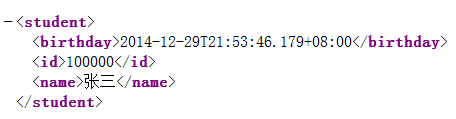 −<student>
<birthday>2014-12-29T21:53:46.179+08:00</birthday>
<id>100000</id>
<name>张三</name>
</student>